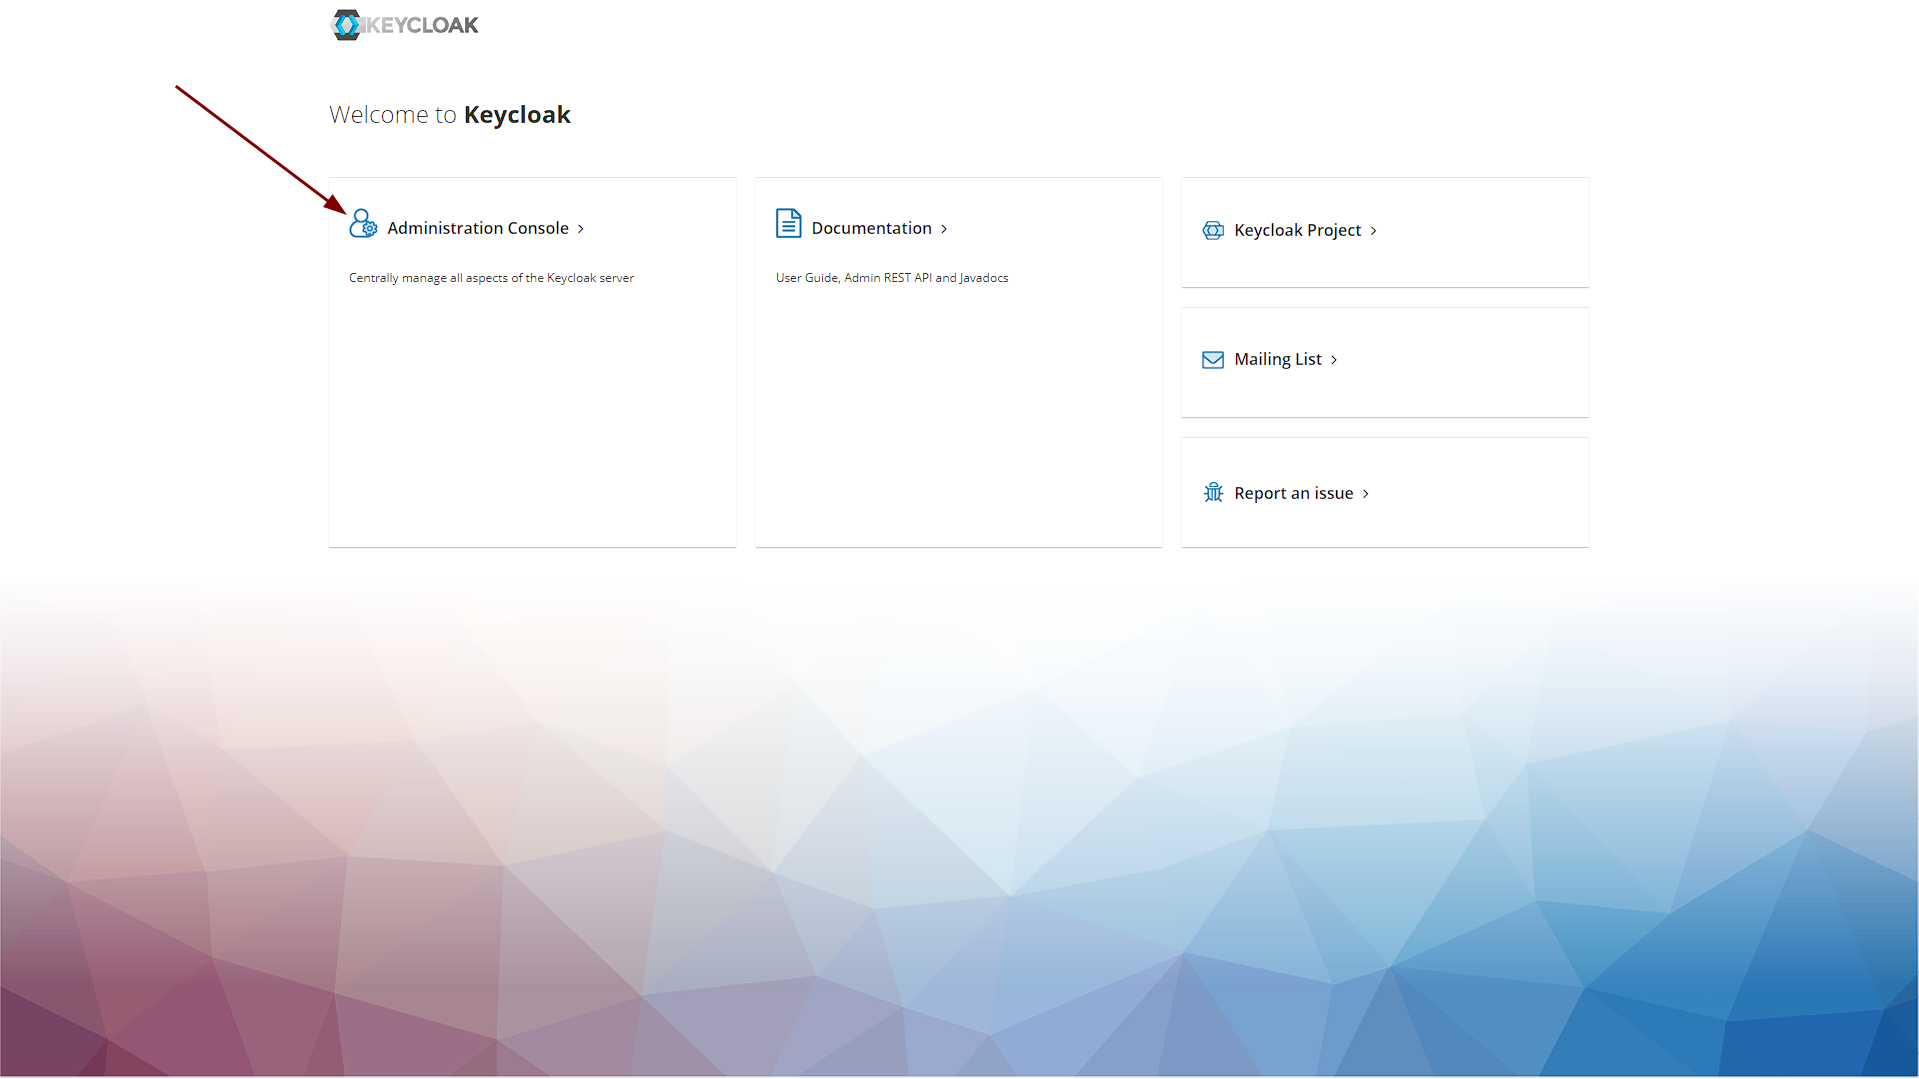 KEYCLOAK
Welcome to Keycloak
Administration Console
Centrally manage all aspects of the Keycloak server
Documentation
User Guide, Admin REST API and Javadocs
Keycloak Project
Mailing List
Report an issue